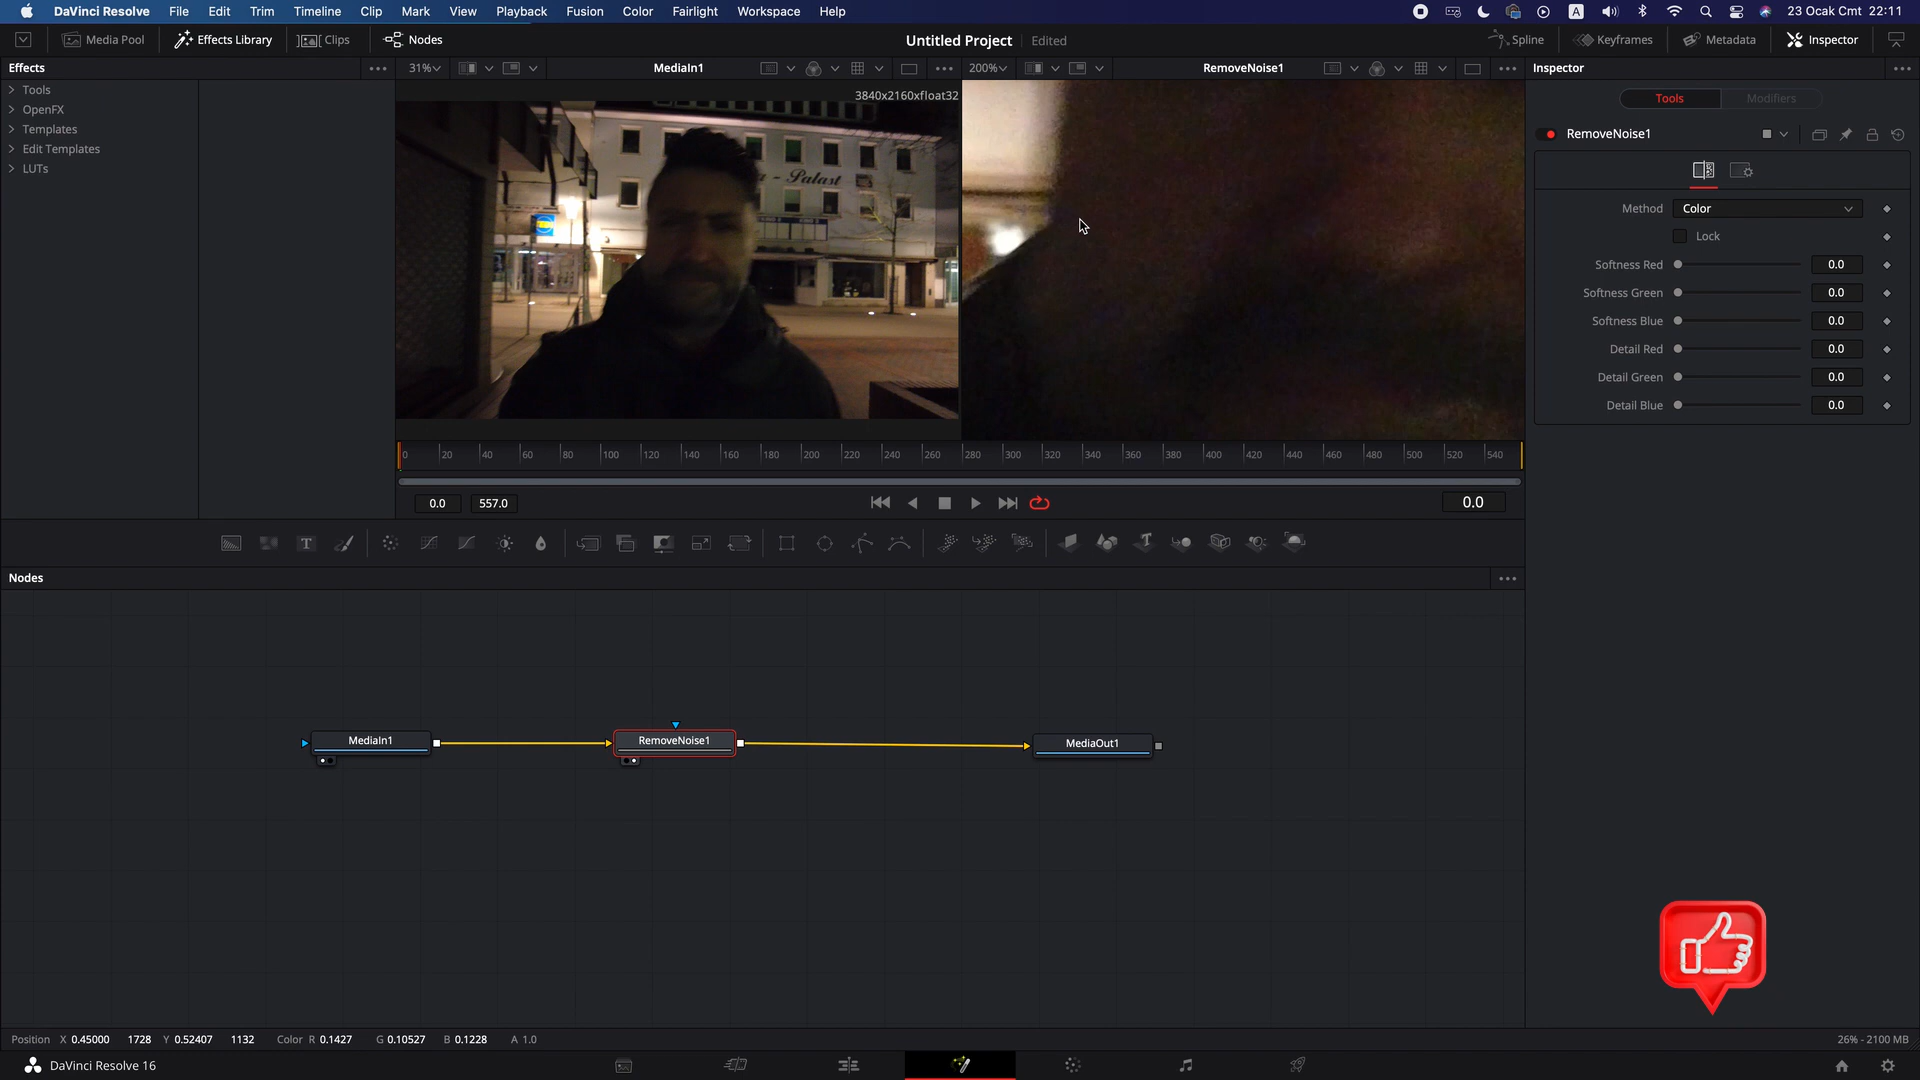 DaVinci Resolve File Edit Trim Timeline Clip Mark View Playback Fusion Color Fairlight Workspace Help A 23 Ocak Cmt 22:11
Media Pool Effects Library Clips Nodes Untitled Project Edited Spline Keyframes Metadata Inspector
Effects 31% MediaIn1 200% RemoveNoise1 Inspector
Tools
OpenFX
Templates
Edit Templates
LUTs
3840x2160xfloat32
- Palast
Tools Modifiers
RemoveNoise1
Method Color
Lock
Softness Red 0.0
Softness Green 0.0
Softness Blue 0.0
Detail Red 0.0
Detail Green 0.0
Detail Blue 0.0
0 20 40 60 80 100 120 140 160 180 200 220 240 260 280 300 320 340 360 380 400 420 440 460 480 500 520 540
0.0 557.0 0.0
T T
Nodes
MediaIn1 RemoveNoise1 MediaOut1
Position X 0.45000 1728 Y 0.52407 1132 Color R 0.1427 G 0.10527 B 0.1228 A 1.0 26% - 2100 MB
DaVinci Resolve 16